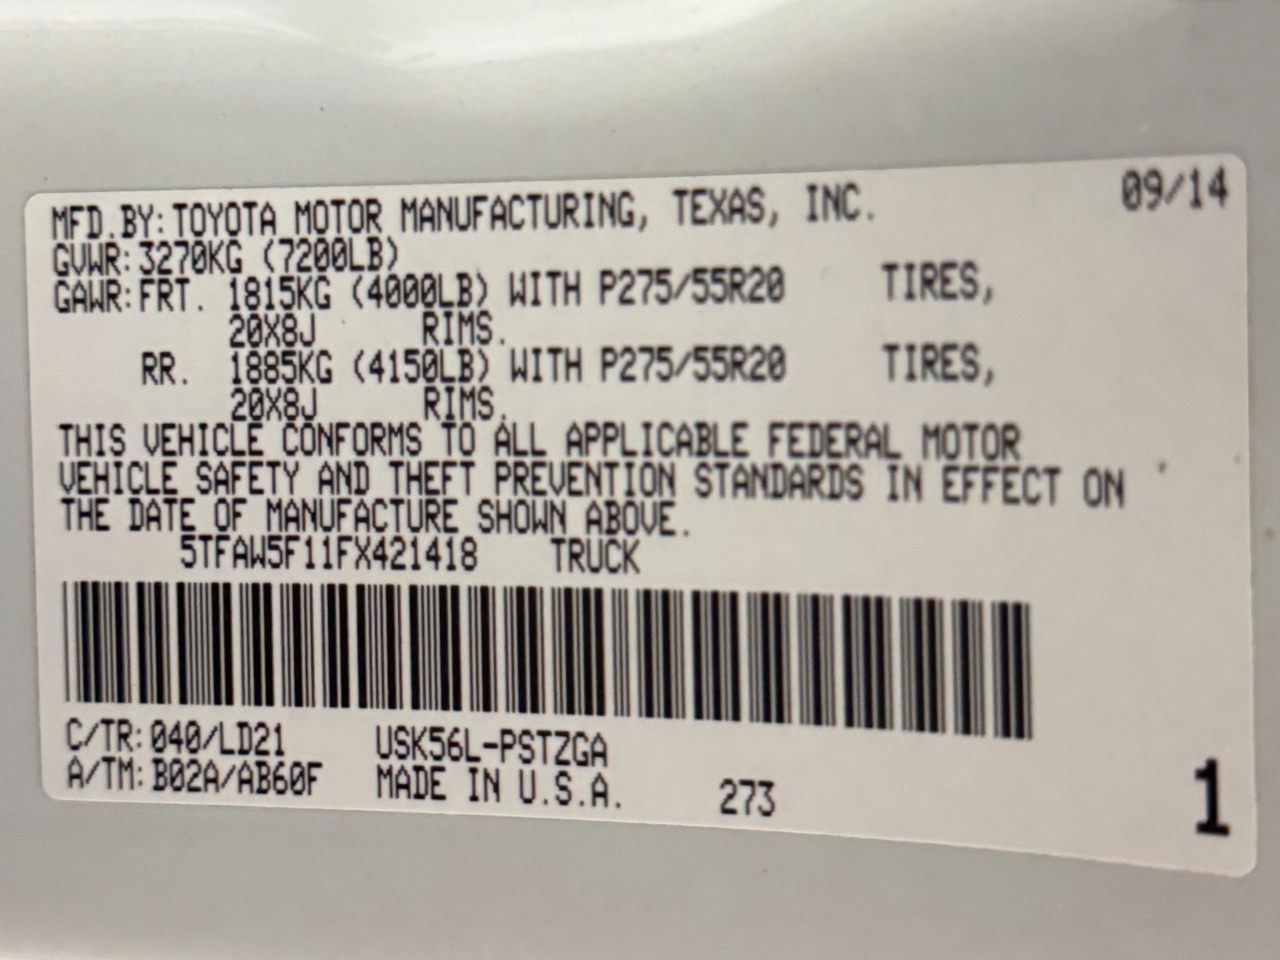 MFD.BY:TOYOTA MOTOR MANUFACTURING, TEXAS, INC. 09/14
GVWR:3270KG (7200LB)
GAWR:FRT. 1815KG (4000LB) WITH P275/55R20 TIRES,
20X8J RIMS.
RR. 1885KG (4150LB) WITH P275/55R20 TIRES,
20X8J RIMS.
THIS VEHICLE CONFORMS TO ALL APPLICABLE FEDERAL MOTOR
VEHICLE SAFETY AND THEFT PREVENTION STANDARDS IN EFFECT ON
THE DATE OF MANUFACTURE SHOWN ABOVE.
5TFAW5F11FX421418 TRUCK
C/TR:040/LD21 USK56L-PSTZGA
A/TM:B02A/AB60F MADE IN U.S.A. 273
1